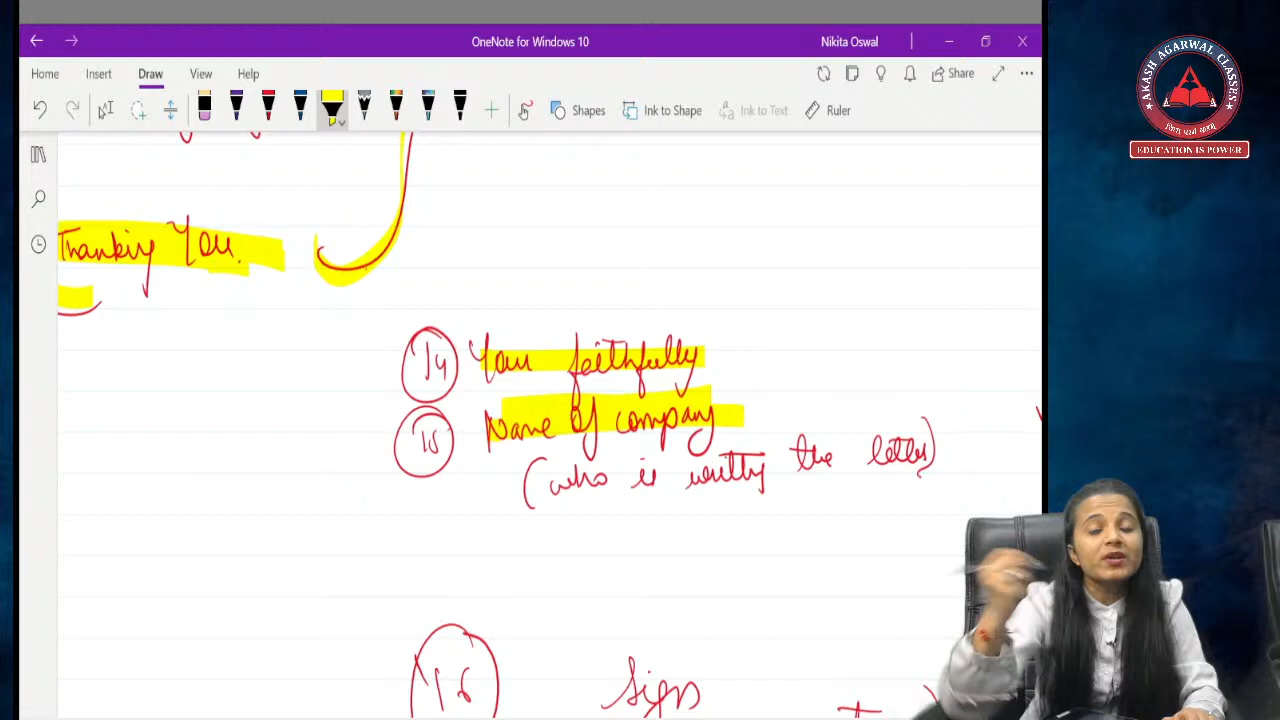 OneNote for Windows 10
Nikita Oswal
Home Insert Draw View Help
Share
Shapes
Ink to Shape
Ink to Text
Ruler
AKASH AGARWAL CLASSES
EDUCATION IS POWER
Thanking You.
14 Your faithfully
15 Name of company
(who is writing the letter)
16 Sign